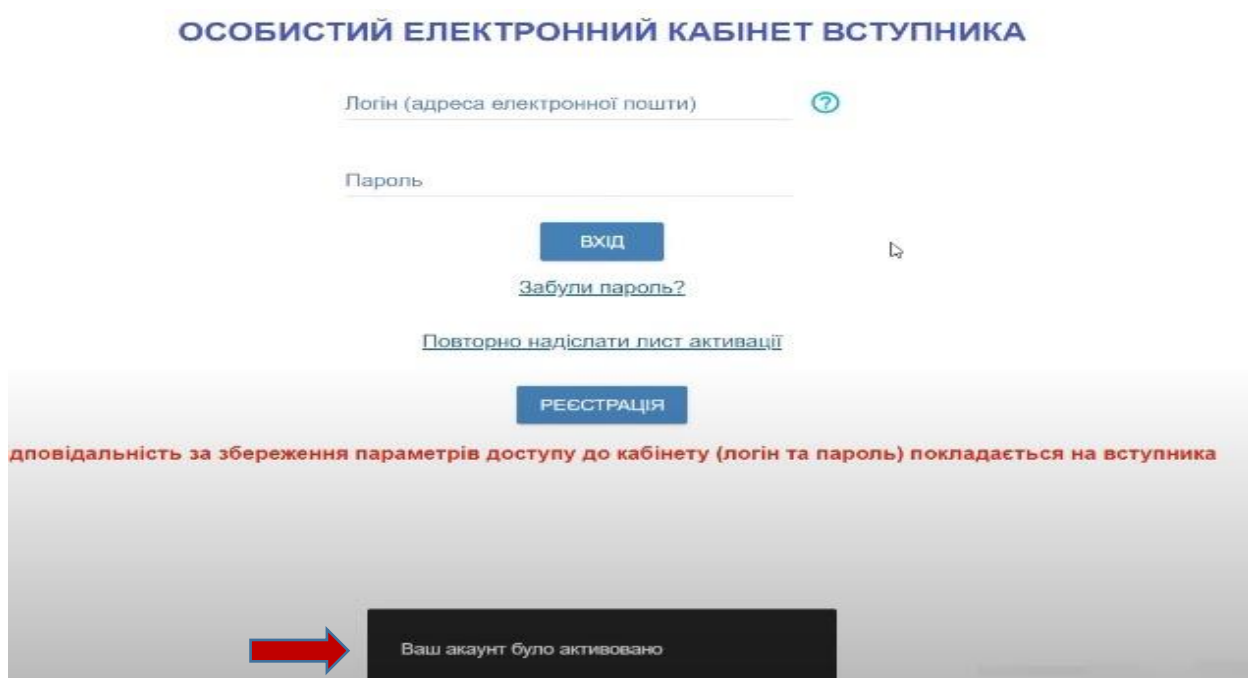 ОСОБИСТИЙ ЕЛЕКТРОННИЙ КАБІНЕТ ВСТУПНИКА
Логін (адреса електронної пошти) ?
Пароль
ВХІД
Забули пароль?
Повторно надіслати лист активації
РЕЄСТРАЦІЯ
дповідальність за збереження параметрів доступу до кабінету (логін та пароль) покладається на вступника
Ваш акаунт було активовано